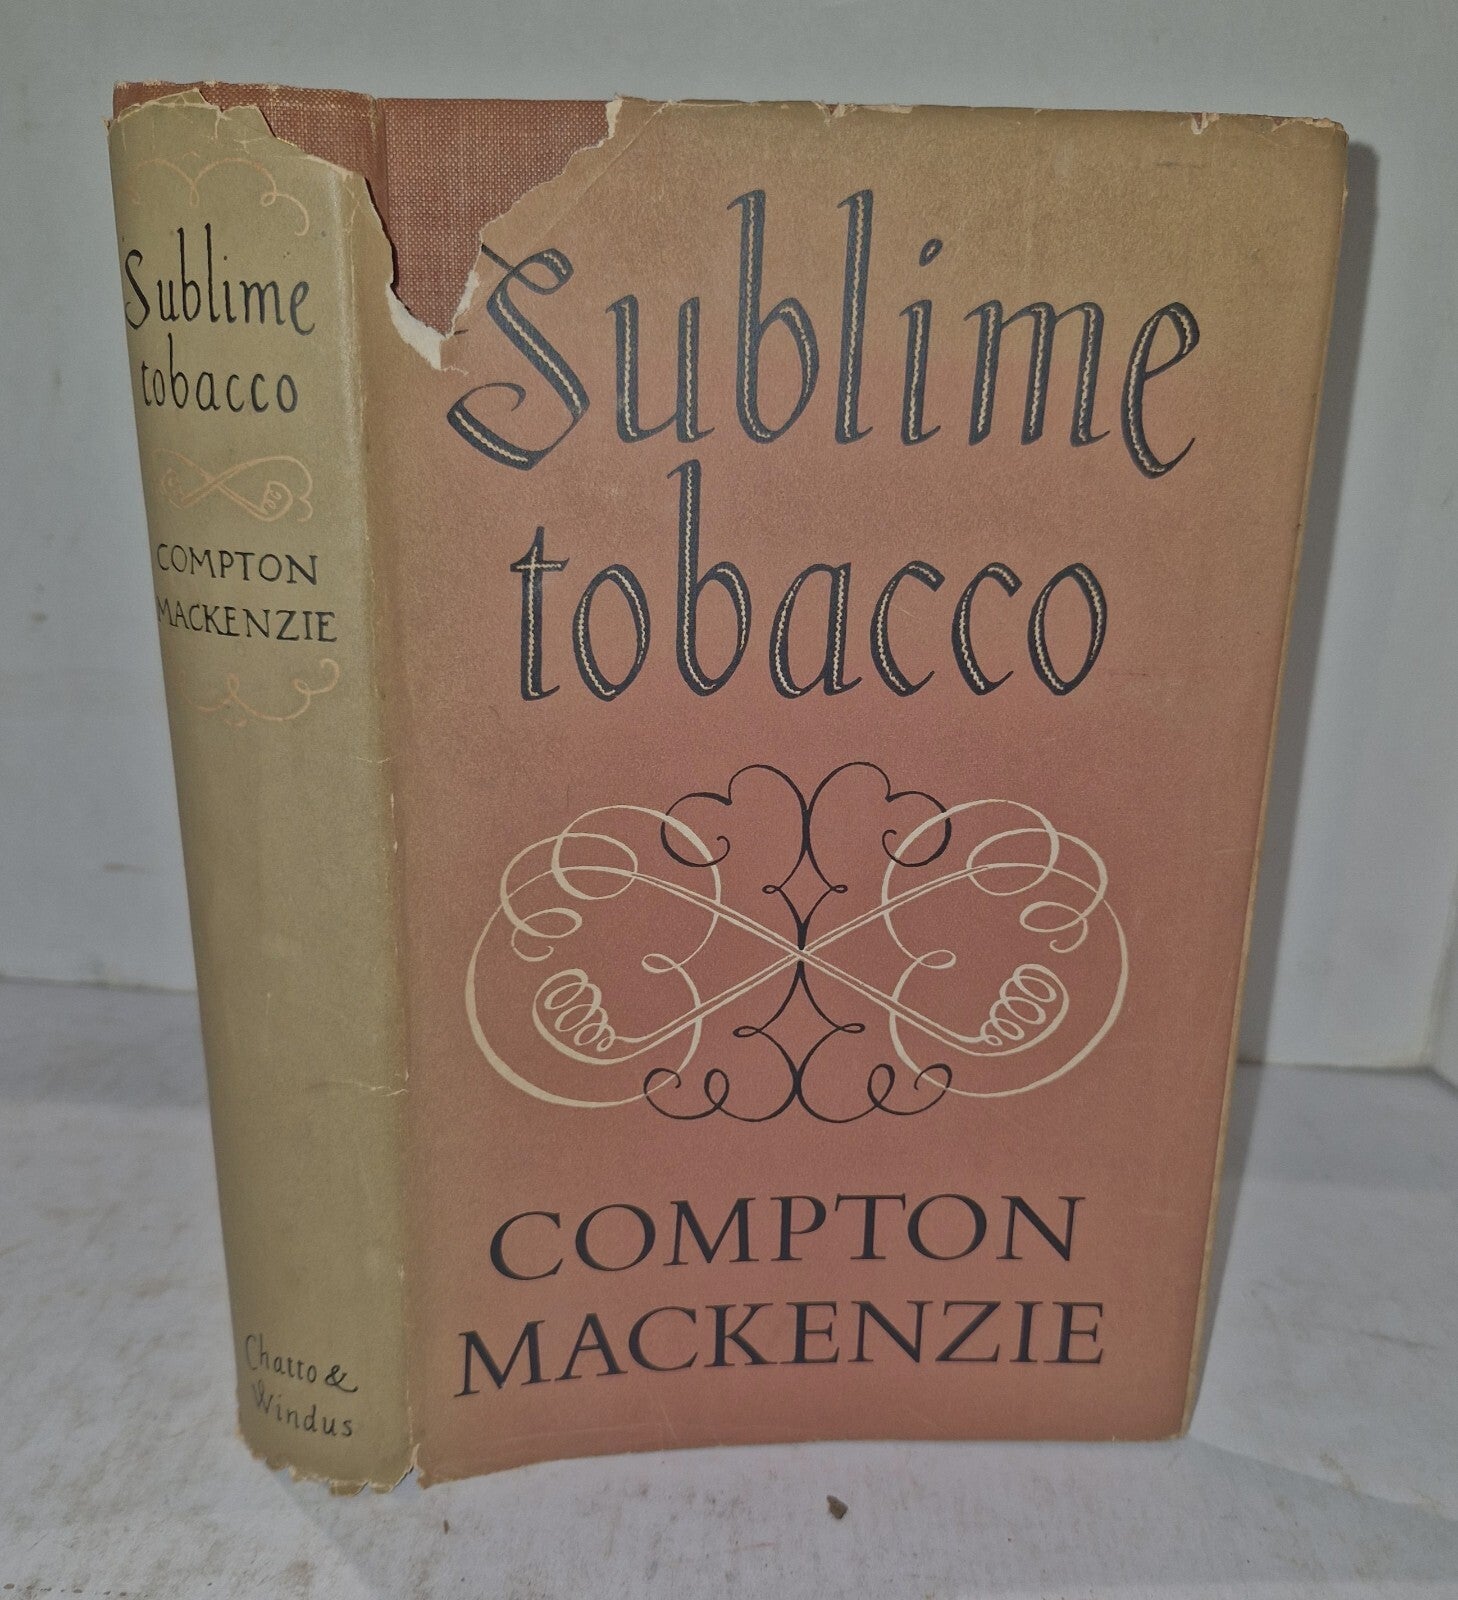 Sublime
tobacco
COMPTON
MACKENZIE
Chatto &
Windus
Sublime
tobacco
COMPTON
MACKENZIE